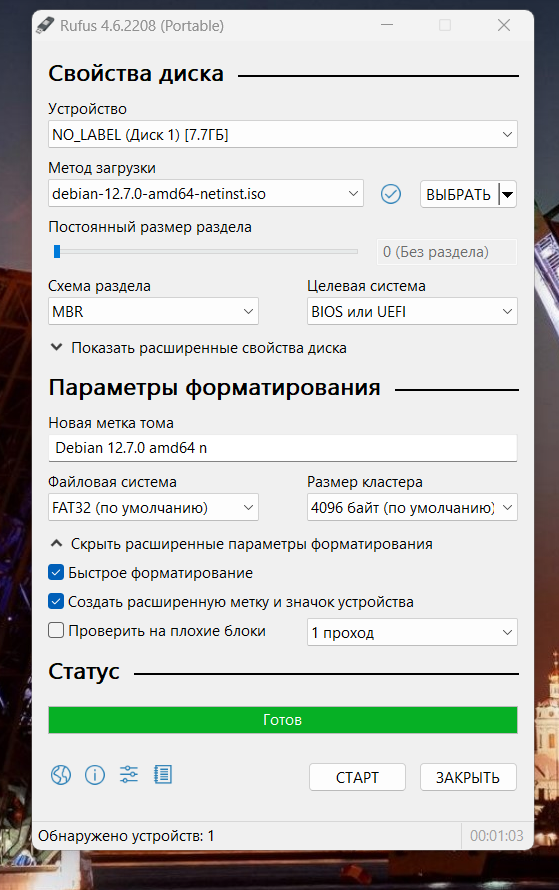 Rufus 4.6.2208 (Portable)
Свойства диска
Устройство
NO_LABEL (Диск 1) [7.7ГБ]
Метод загрузки
debian-12.7.0-amd64-netinst.iso
ВЫБРАТЬ
Постоянный размер раздела
0 (Без раздела)
Схема раздела
Целевая система
MBR
BIOS или UEFI
Показать расширенные свойства диска
Параметры форматирования
Новая метка тома
Debian 12.7.0 amd64 n
Файловая система
Размер кластера
FAT32 (по умолчанию)
4096 байт (по умолчанию)
Скрыть расширенные параметры форматирования
Быстрое форматирование
Создать расширенную метку и значок устройства
Проверить на плохие блоки
1 проход
Статус
Готов
СТАРТ
ЗАКРЫТЬ
Обнаружено устройств: 1
00:01:03